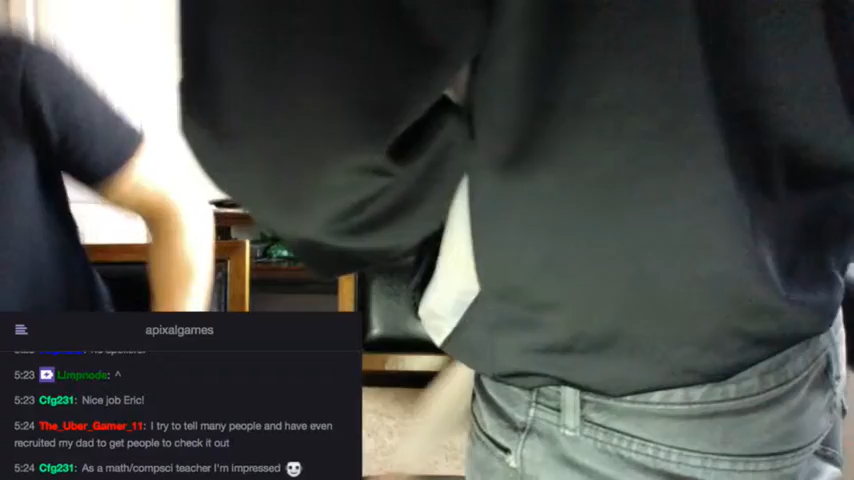 apixalgames
5:23 Limpnode: ^
5:23 Cfg231: Nice job Eric!
5:24 The_Uber_Gamer_11: I try to tell many people and have even
recruited my dad to get people to check it out
5:24 Cfg231: As a math/compsci teacher I'm impressed